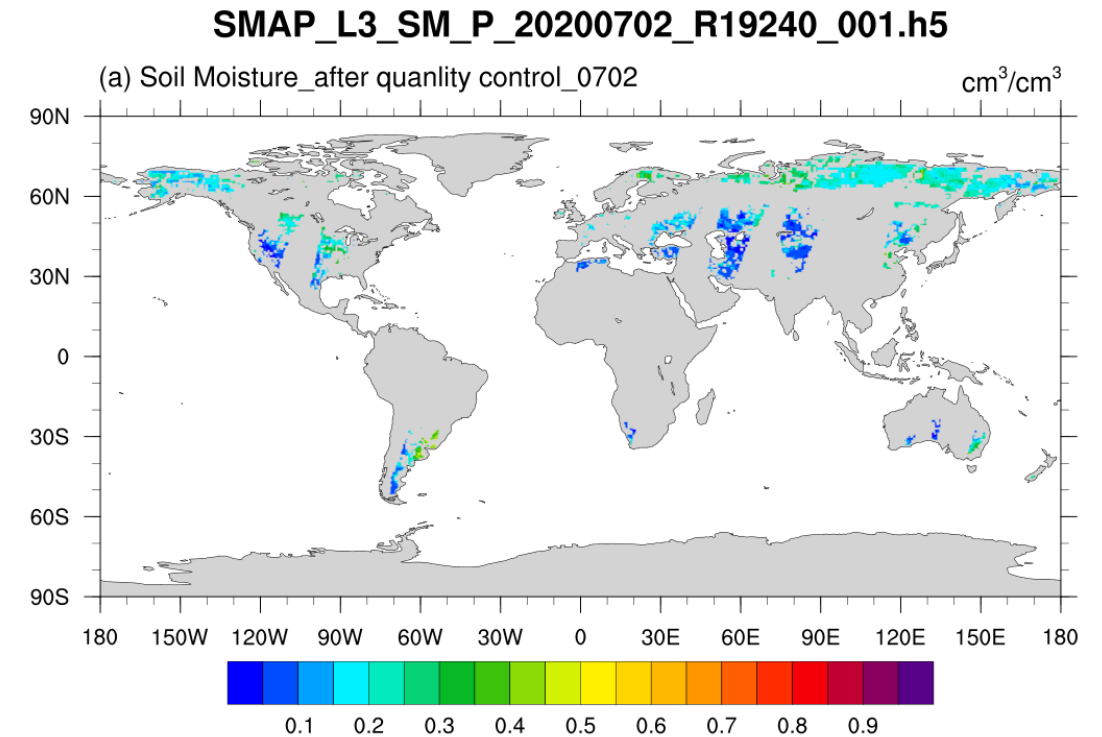 SMAP_L3_SM_P_20200702_R19240_001.h5
(a) Soil Moisture_after quanlity control_0702 cm³/cm³
90N
60N
30N
0
30S
60S
90S
180 150W 120W 90W 60W 30W 0 30E 60E 90E 120E 150E 180
0.1 0.2 0.3 0.4 0.5 0.6 0.7 0.8 0.9